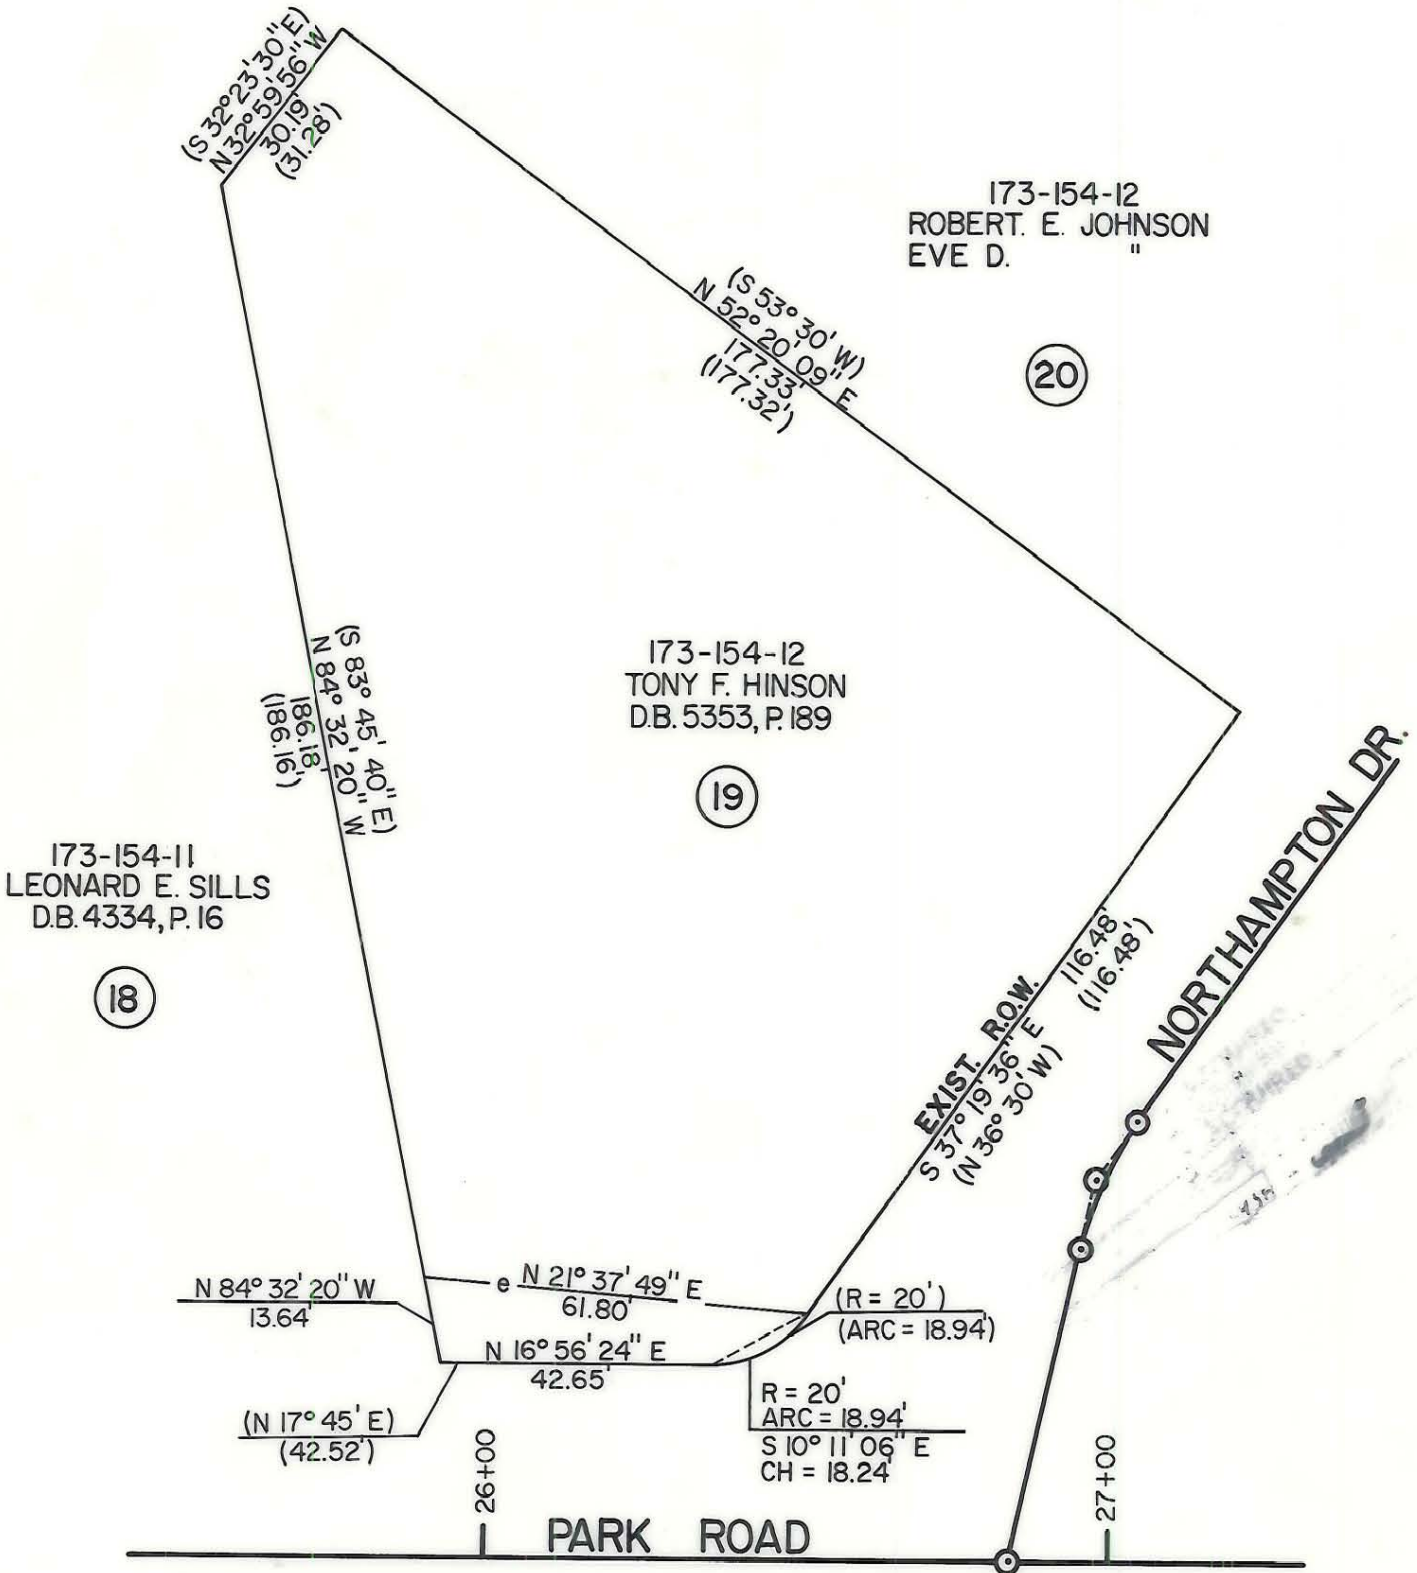 (S 32° 23' 30" E)
N 32° 59' 56" W
30.19'
(31.28')
173-154-12
ROBERT. E. JOHNSON
EVE D. "
20
(S 53° 30' W)
N 52° 20' 09" E
177.33'
(177.32')
(S 83° 45' 40" E)
N 84° 32' 20" W
186.18'
(186.16')
173-154-12
TONY F. HINSON
D.B. 5353, P. 189
19
173-154-11
LEONARD E. SILLS
D.B. 4334, P. 16
18
116.48'
(116.48')
EXIST. R.O.W.
S 37° 19' 36" E
(N 36° 30' W)
NORTHAMPTON DR.
N 84° 32' 20" W
13.64'
e N 21° 37' 49" E
61.80'
(R = 20')
(ARC = 18.94')
N 16° 56' 24" E
42.65'
(N 17° 45' E)
(42.52')
R = 20'
ARC = 18.94'
S 10° 11' 06" E
CH = 18.24'
26+00
27+00
PARK ROAD